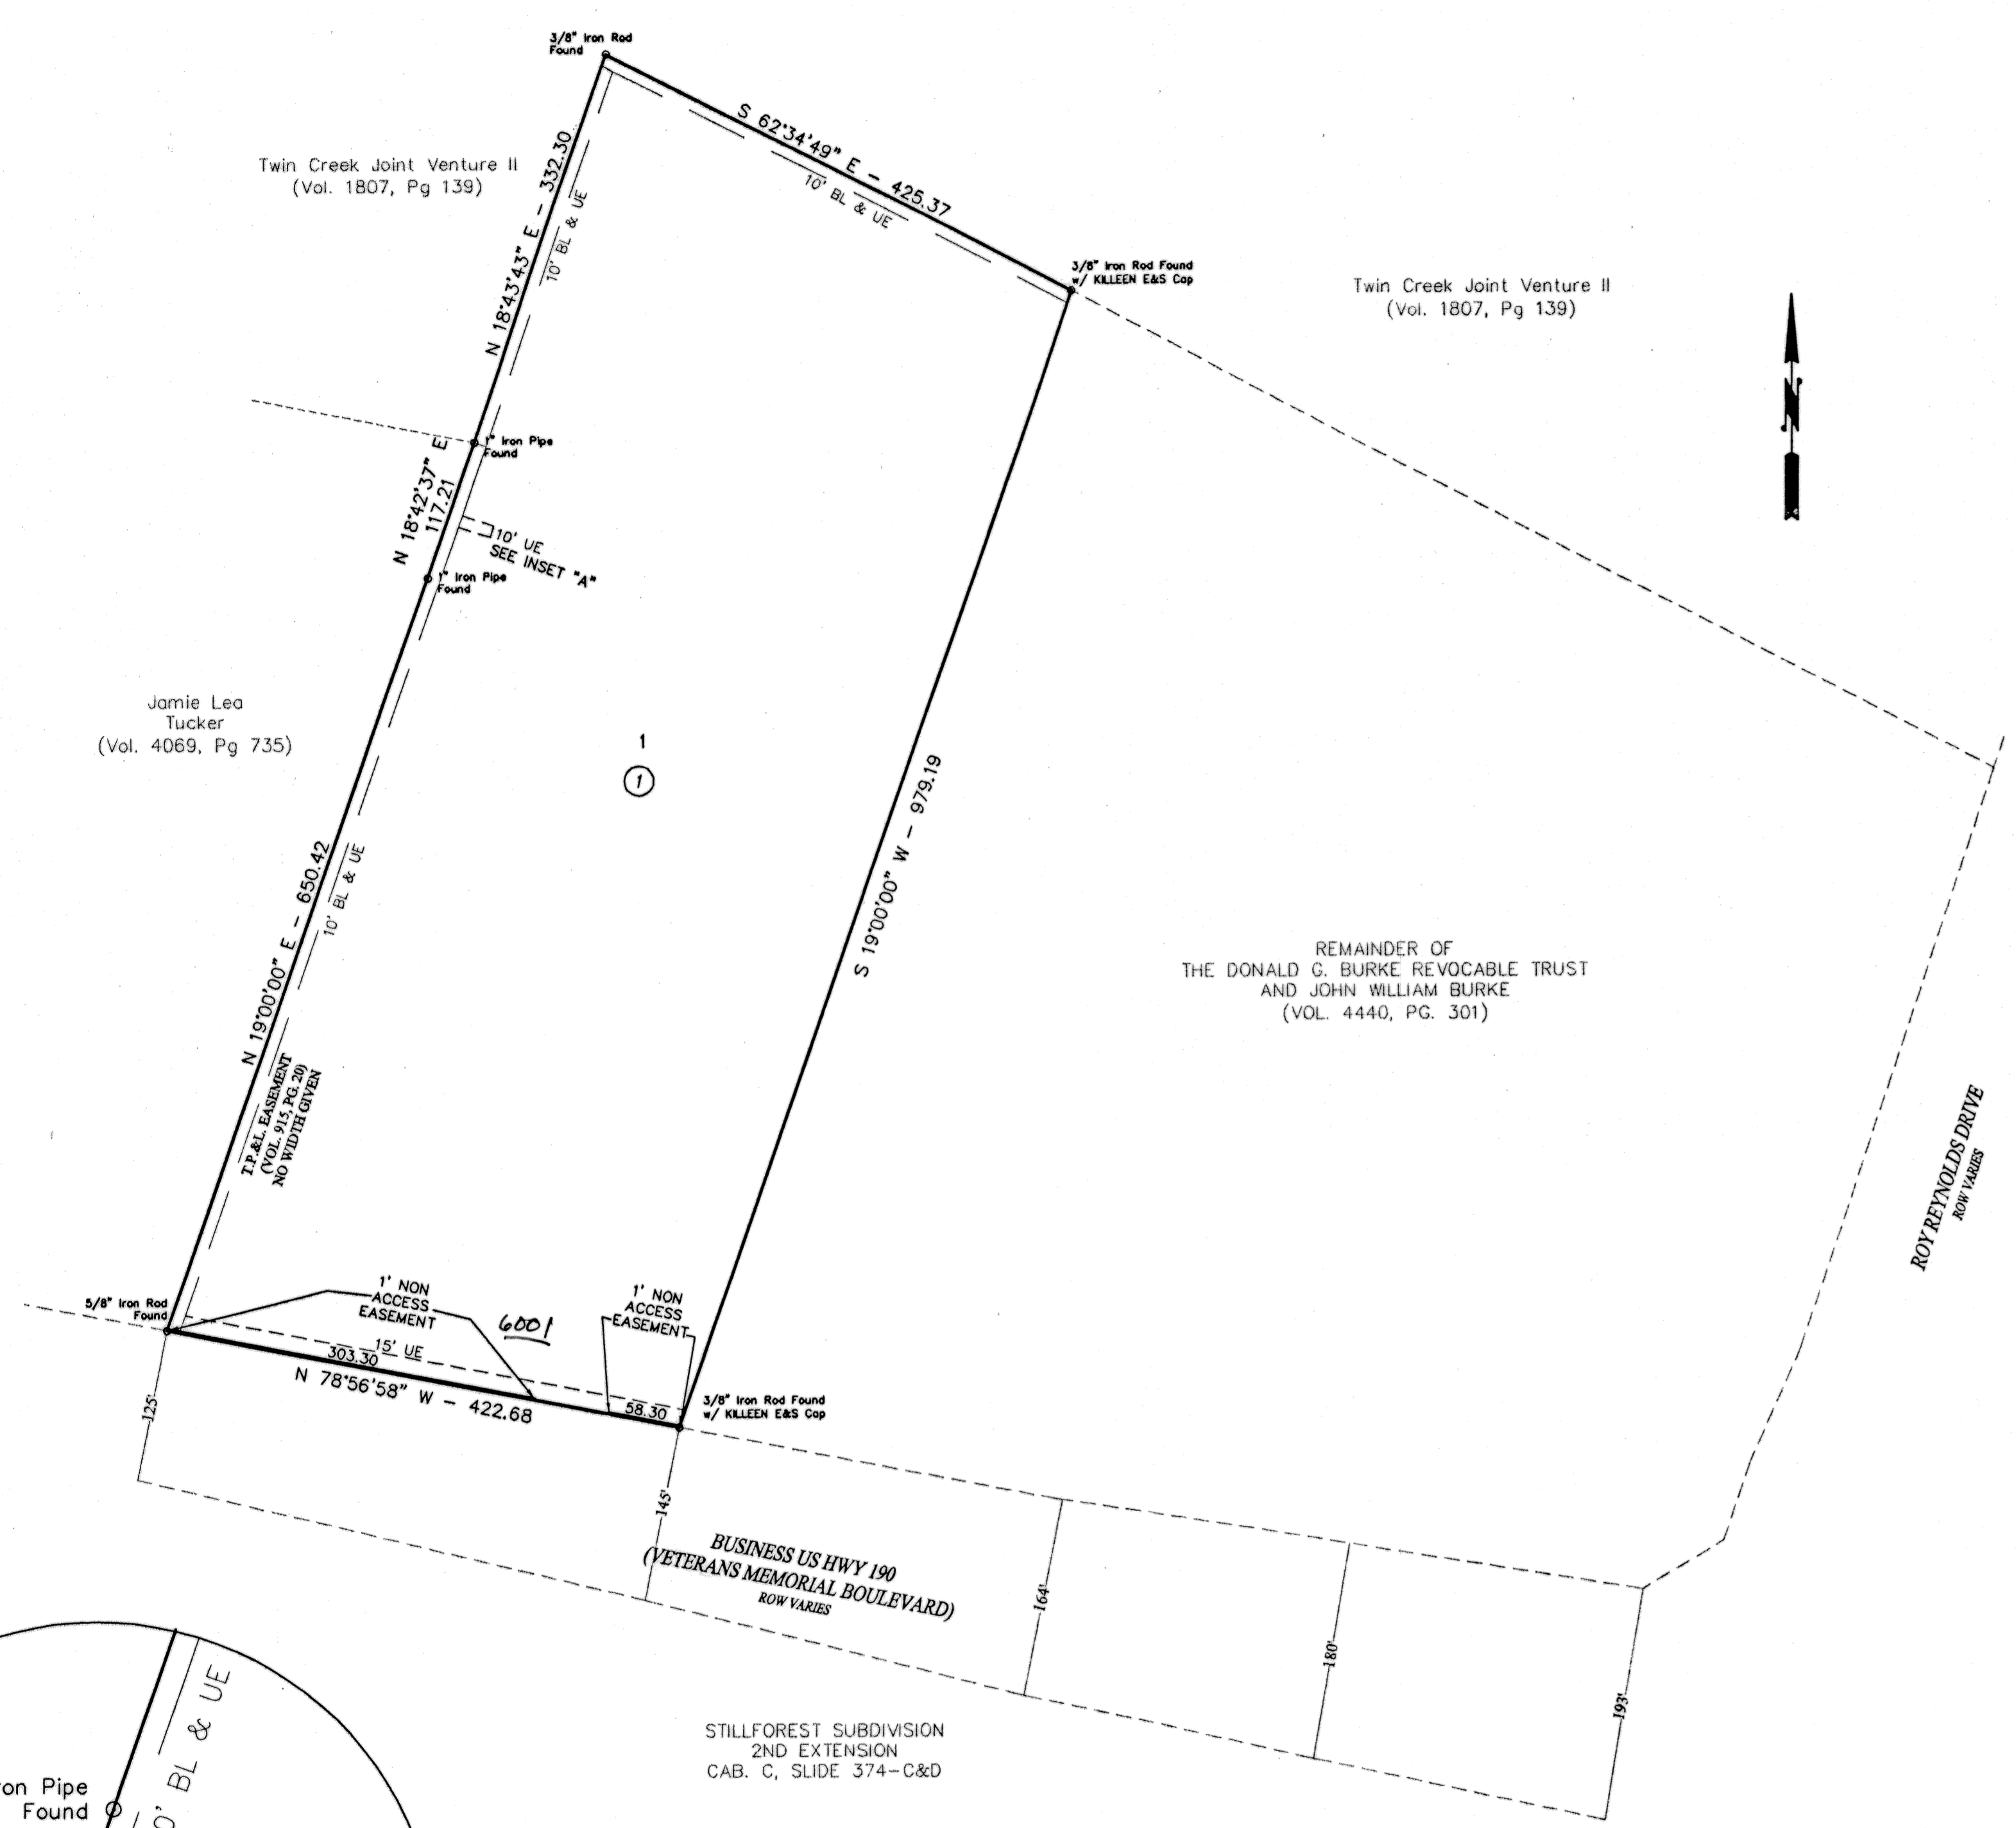 3/8" Iron Rod
Found
S 62°34'49" E - 425.37
10' BL & UE
Twin Creek Joint Venture II
(Vol. 1807, Pg 139)
N 18°43'43" E - 332.30
10' BL & UE
3/8" Iron Rod Found
w/ KILLEEN E&S Cap
Twin Creek Joint Venture II
(Vol. 1807, Pg 139)
N
1" Iron Pipe
Found
N 18°42'37" E
117.21
10' UE
SEE INSET "A"
1" Iron Pipe
Found
Jamie Lea
Tucker
(Vol. 4069, Pg 735)
1
1
S 19°00'00" W - 979.19
N 19°00'00" E - 650.42
10' BL & UE
REMAINDER OF
THE DONALD G. BURKE REVOCABLE TRUST
AND JOHN WILLIAM BURKE
(VOL. 4440, PG. 301)
T.P.&L. EASEMENT
(VOL. 915, PG. 20)
NO WIDTH GIVEN
ROY REYNOLDS DRIVE
ROW VARIES
5/8" Iron Rod
Found
1' NON
ACCESS
EASEMENT
6001
1' NON
ACCESS
EASEMENT
15' UE
303.30
N 78°56'58" W - 422.68
58.30
3/8" Iron Rod Found
w/ KILLEEN E&S Cap
125'
145'
BUSINESS US HWY 190
(VETERANS MEMORIAL BOULEVARD)
ROW VARIES
164'
180'
193'
STILLFOREST SUBDIVISION
2ND EXTENSION
CAB. C, SLIDE 374-C&D
0' BL & UE
on Pipe
Found